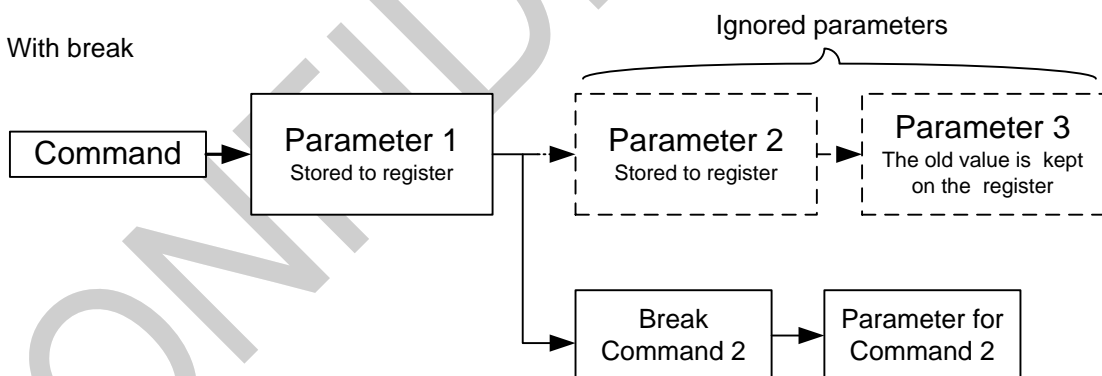 With break
Ignored parameters
Command
Parameter 1
Stored to register
Parameter 2
Stored to register
Parameter 3
The old value is kept
on the register
Break
Command 2
Parameter for
Command 2
ONFID